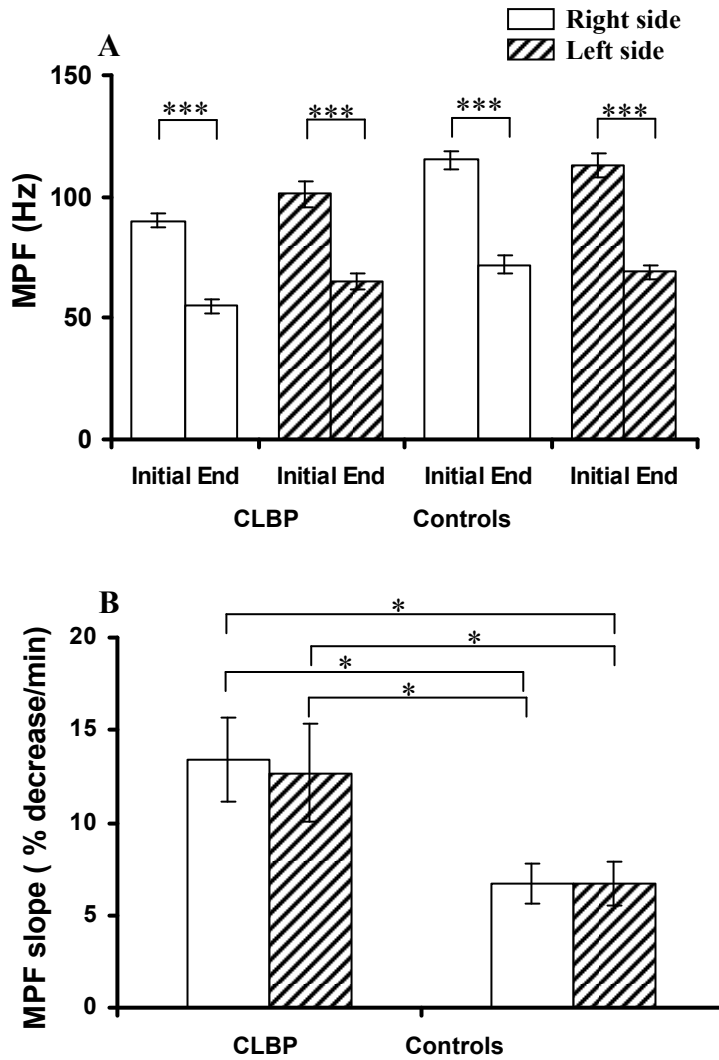 Right side
Left side
A
MPF (Hz)
150
100
50
0
*** *** *** ***
Initial End Initial End Initial End Initial End
CLBP Controls
B
MPF slope ( % decrease/min)
20
15
10
5
0
*
*
*
*
CLBP Controls